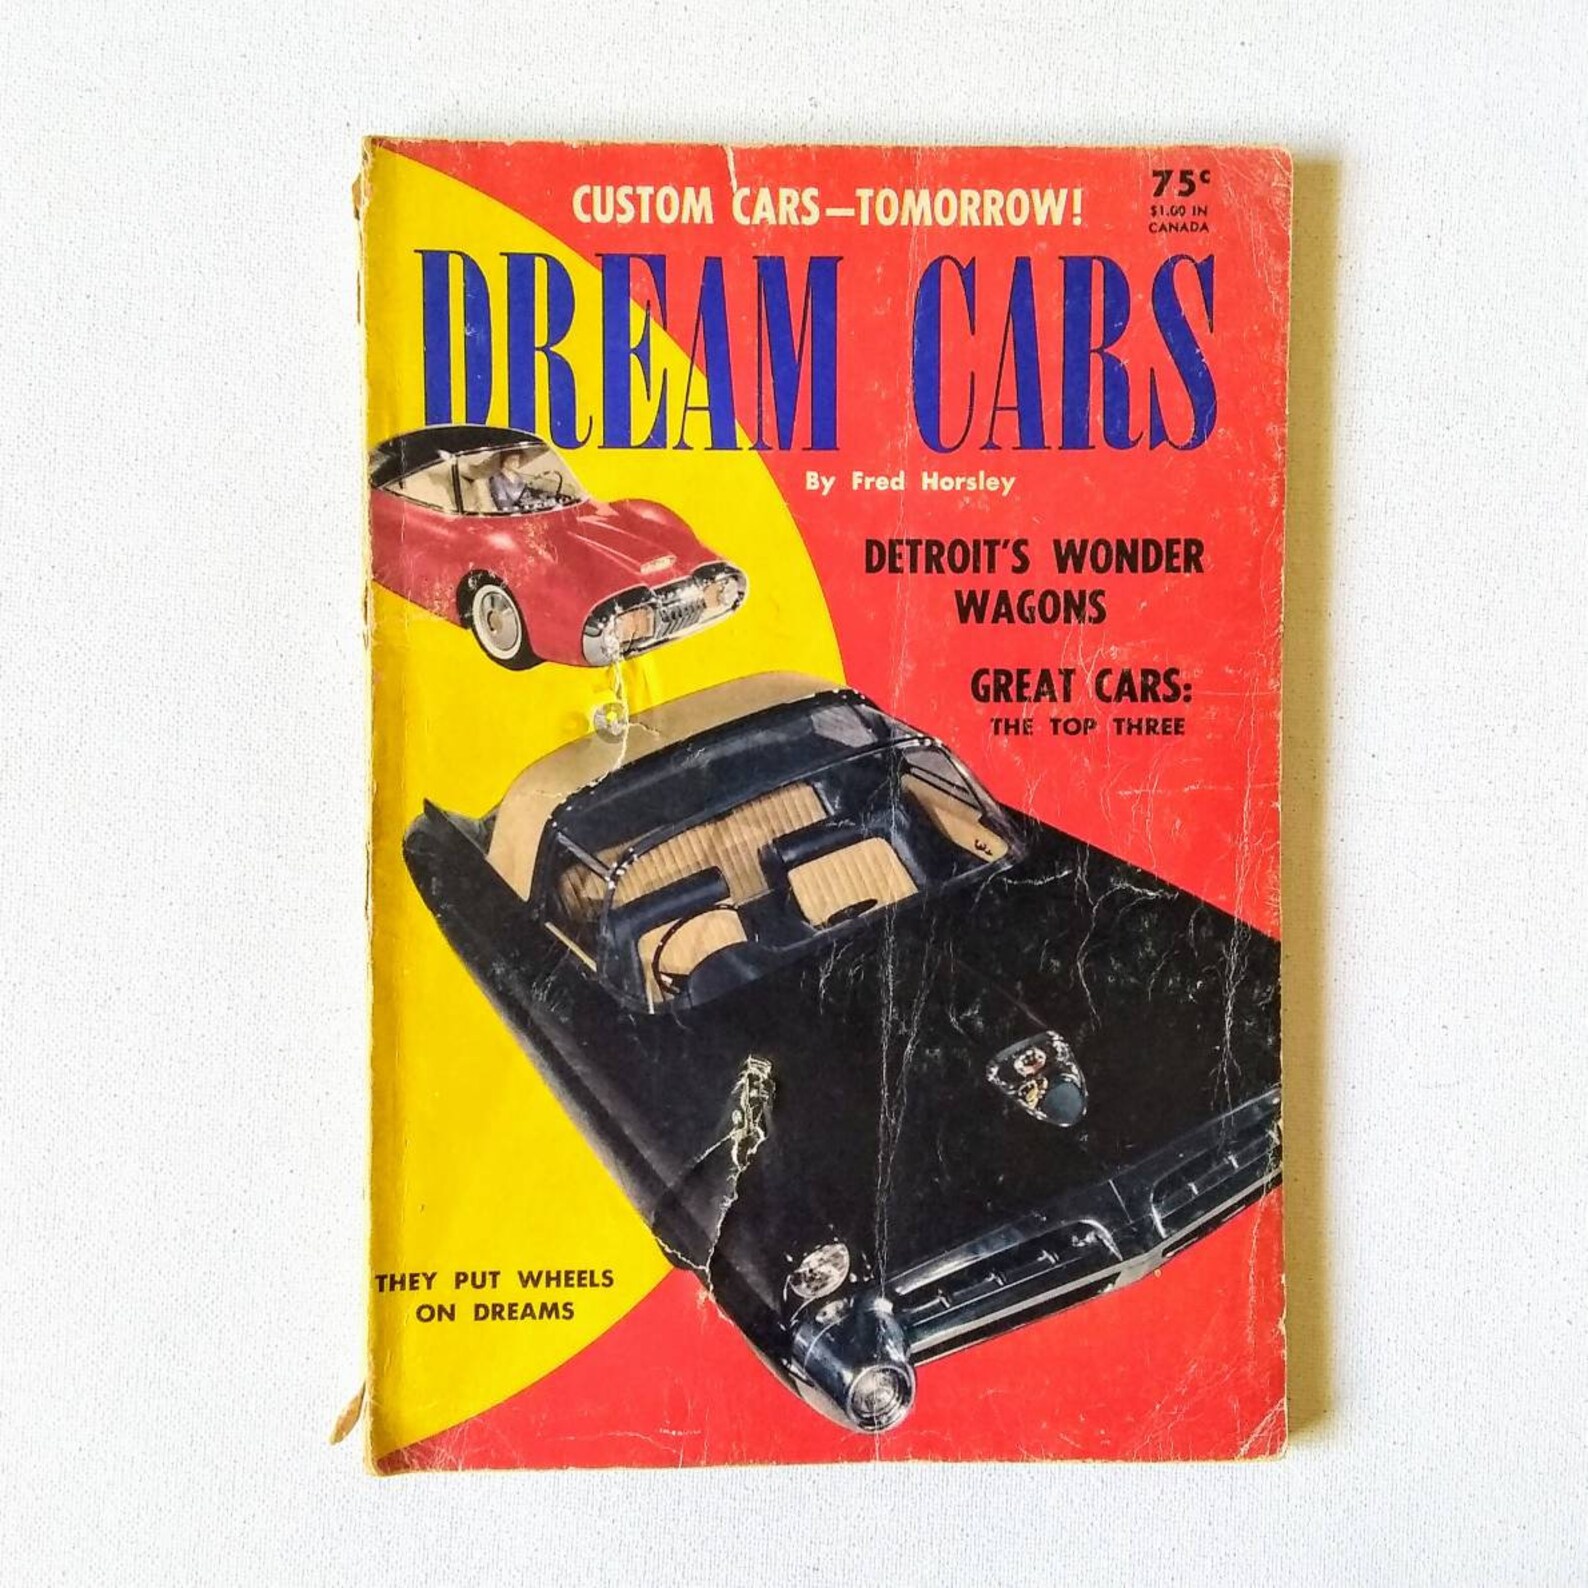 CUSTOM CARS—TOMORROW!
75c
$1.00 IN
CANADA
DREAM CARS
By Fred Horsley
DETROIT'S WONDER
WAGONS
GREAT CARS:
THE TOP THREE
THEY PUT WHEELS
ON DREAMS